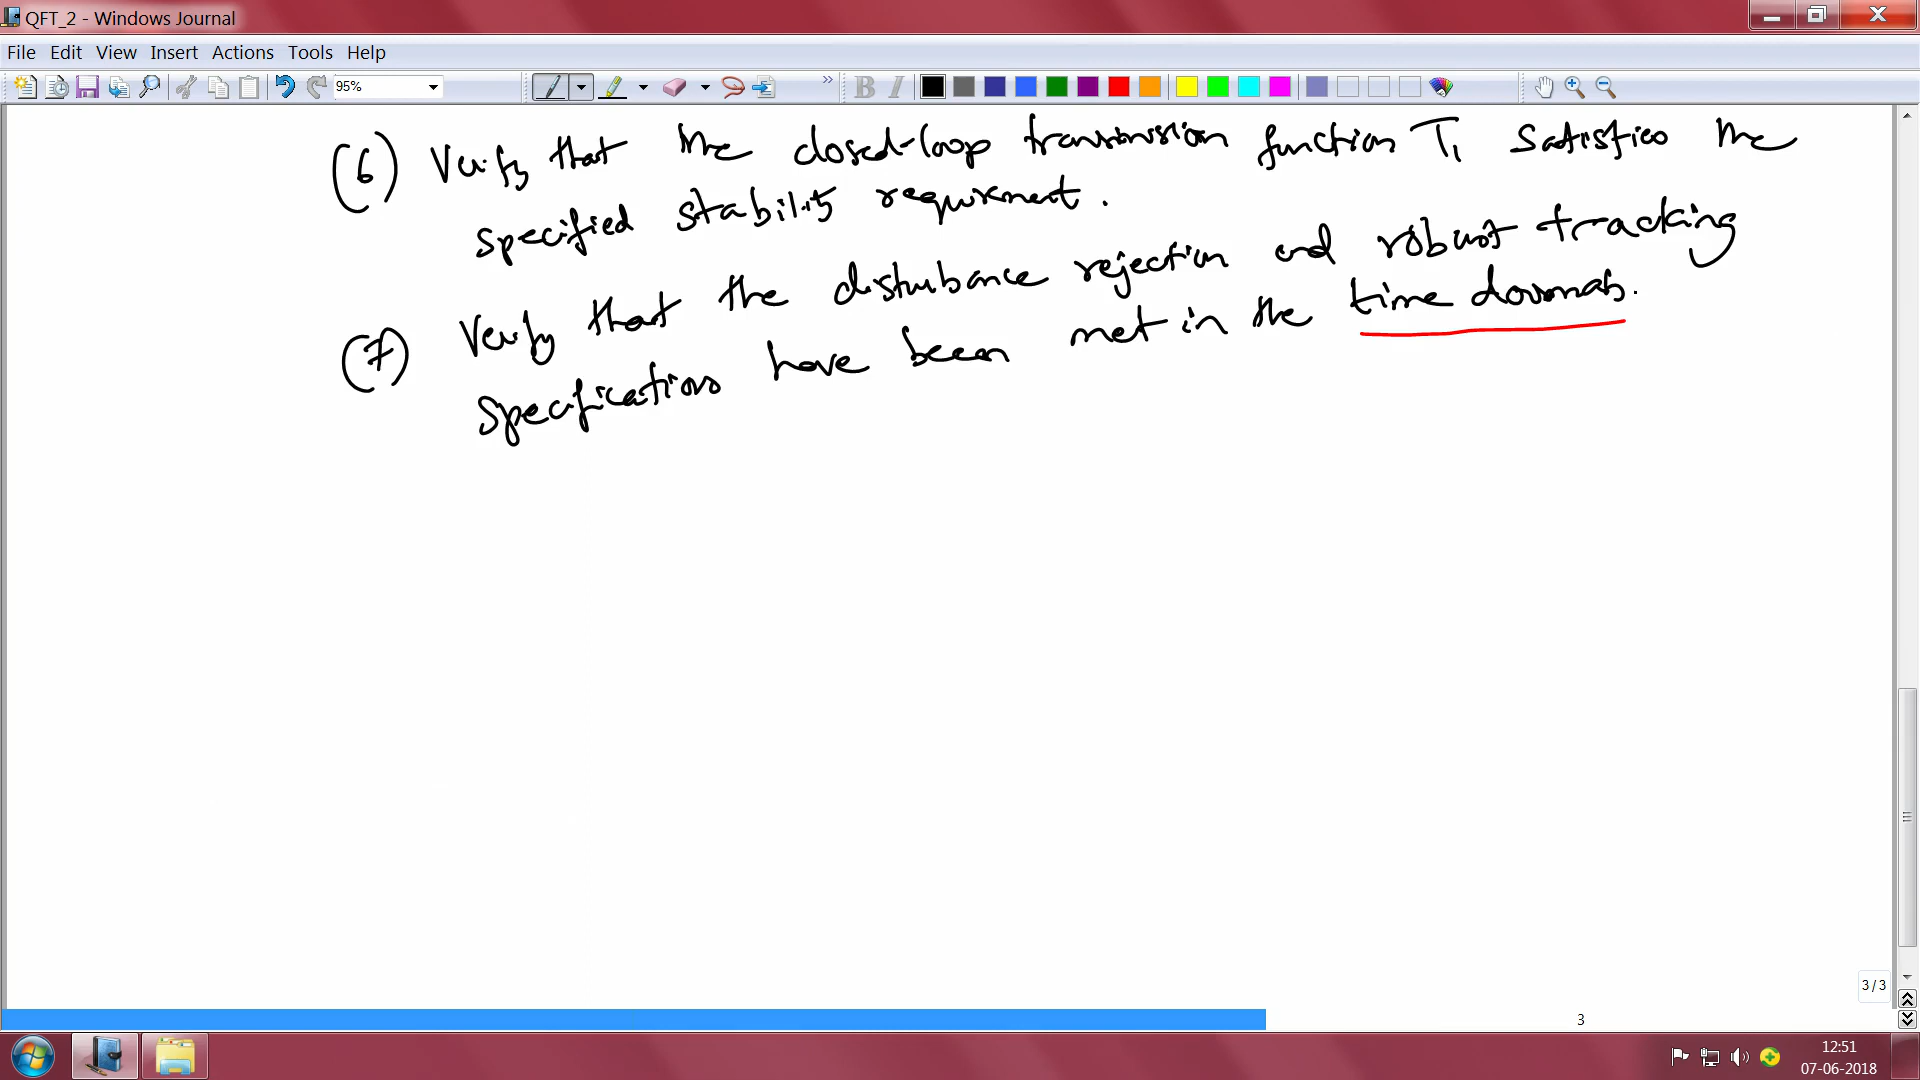 QFT_2 - Windows Journal
File Edit View Insert Actions Tools Help
95%
(6) Verify that the closed-loop transmission function T1 satisfies the
specified stability requirement.
(7) Verify that the disturbance rejection and robust tracking
specifications have been met in the time domain.
3/3
3
12:51
07-06-2018